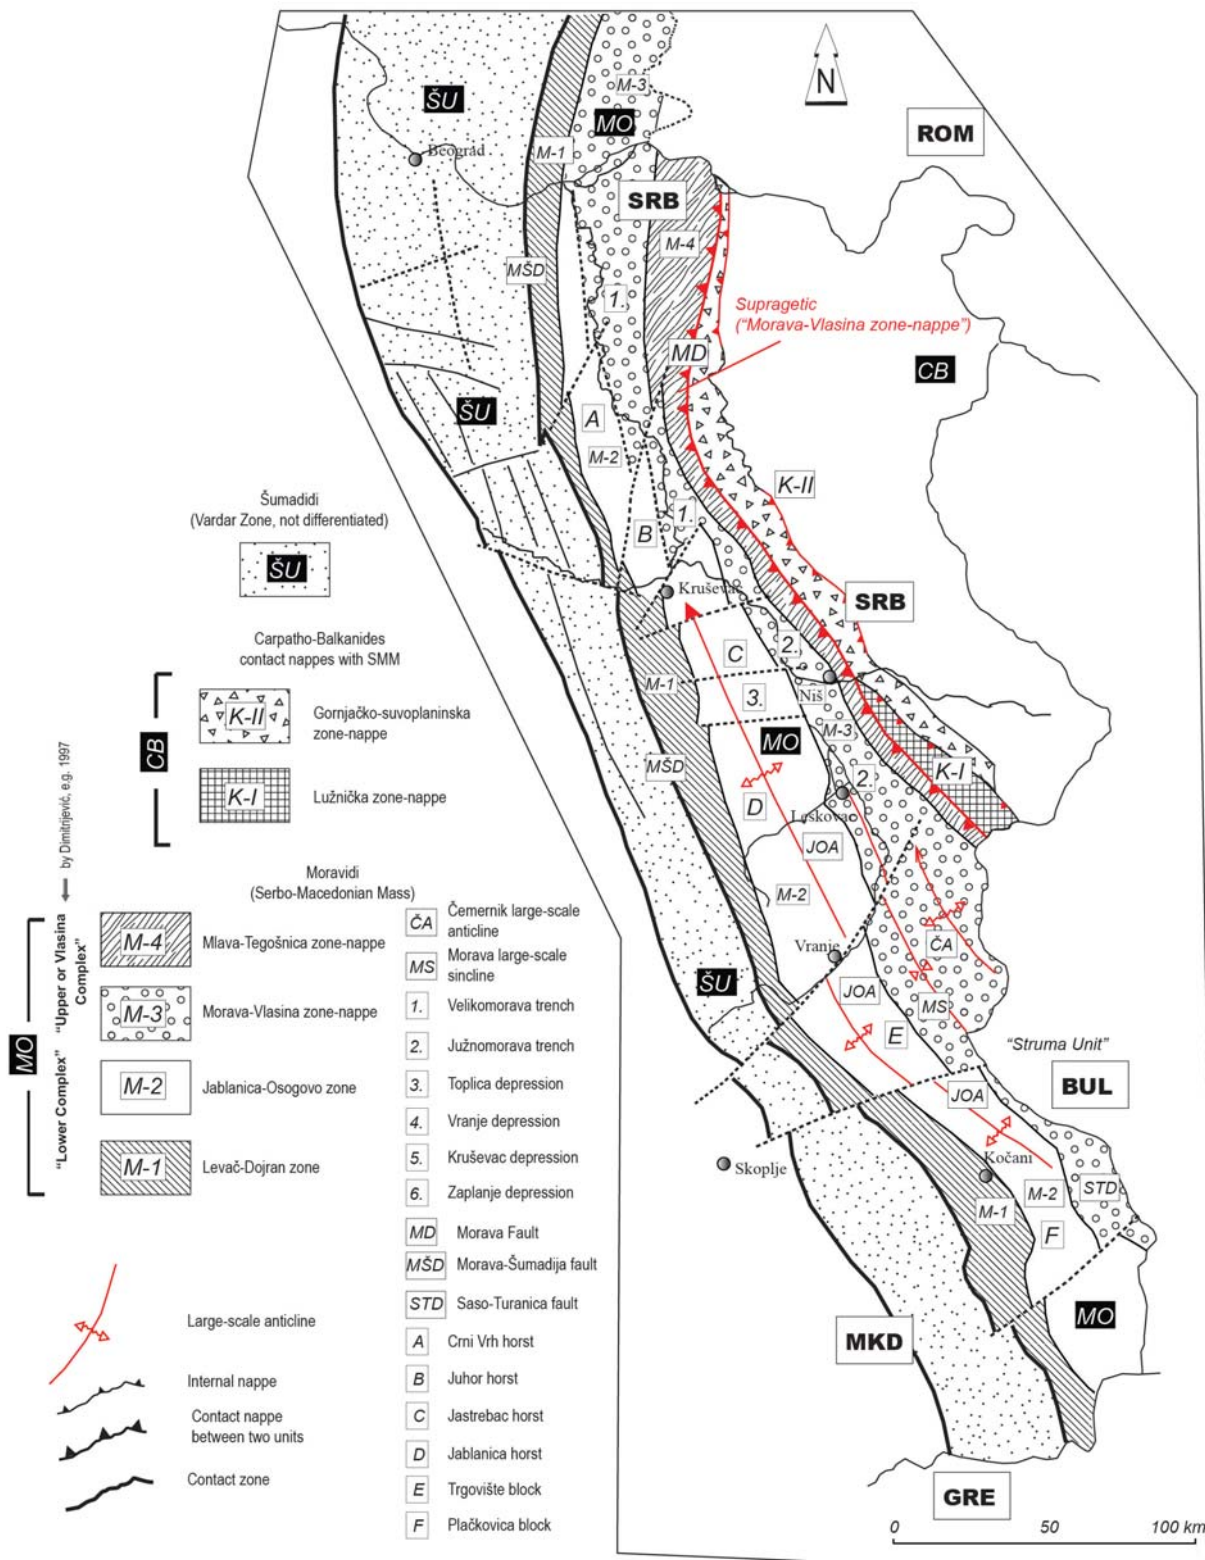 N
ROM
ŠU
M-3
MO
Beograd
M-1
SRB
M-4
MŠD
1.
Supragetic
("Morava-Vlasina zone-nappe")
MD
CB
ŠU
A
M-2
K-II
1.
B
Kruševac
SRB
C
2.
M-1
Niš
3.
M-3
MO
K-I
MŠD
2.
D
Leskovac
JOA
M-2
ČA
Vranje
ŠU
JOA
MS
E
"Struma Unit"
BUL
JOA
Skoplje
Kočani
M-2
STD
M-1
F
MO
MKD
GRE
0 50 100 km
Šumadidi
(Vardar Zone, not differentiated)
ŠU
Carpatho-Balkanides
contact nappes with SMM
CB
K-II
Gornjačko-suvoplaninska
zone-nappe
K-I
Lužnička zone-nappe
by Dimitrijević, e.g. 1997
Moravidi
(Serbo-Macedonian Mass)
MO
"Upper or Vlasina
Complex"
"Lower Complex"
M-4
Mlava-Tegošnica zone-nappe
M-3
Morava-Vlasina zone-nappe
M-2
Jablanica-Osogovo zone
M-1
Levač-Dojran zone
Large-scale anticline
Internal nappe
Contact nappe
between two units
Contact zone
ČA Čemernik large-scale
anticline
MS Morava large-scale
sincline
1. Velikomorava trench
2. Južnomorava trench
3. Toplica depression
4. Vranje depression
5. Kruševac depression
6. Zaplanje depression
MD Morava Fault
MŠD Morava-Šumadija fault
STD Saso-Turanica fault
A Crni Vrh horst
B Juhor horst
C Jastrebac horst
D Jablanica horst
E Trgovište block
F Plačkovica block